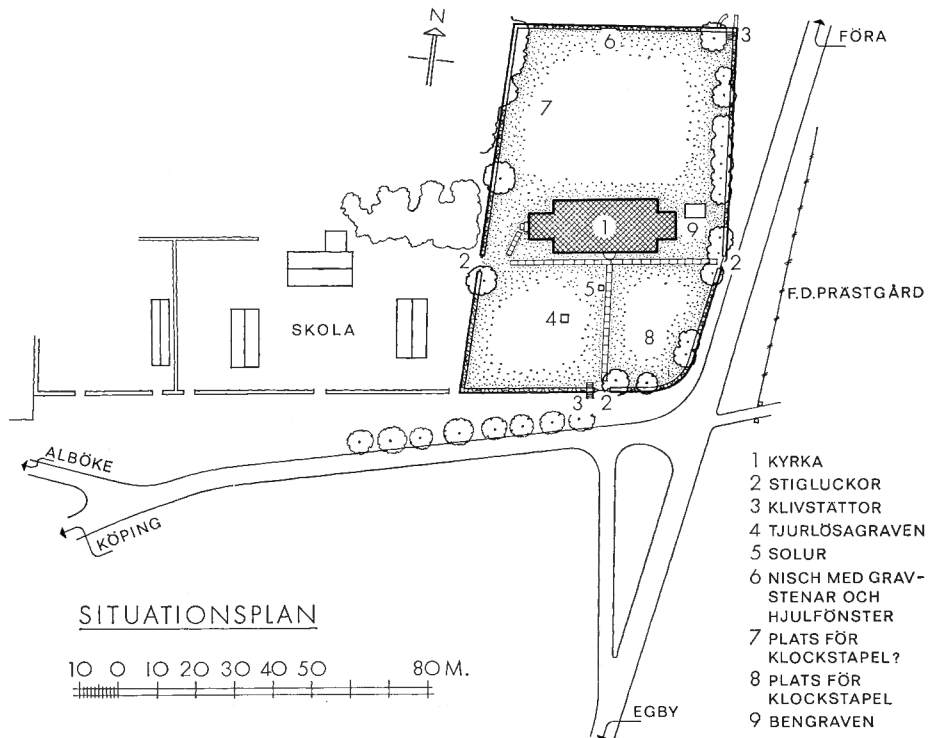 N
6
3
FÖRA
7
1
9
2
2
F.D.PRÄSTGÅRD
5
SKOLA
4
8
3 2
ALBÖKE
KÖPING
1 KYRKA
2 STIGLUCKOR
3 KLIVSTÄTTOR
4 TJURLÖSAGRAVEN
5 SOLUR
6 NISCH MED GRAV-
STENAR OCH
HJULFÖNSTER
7 PLATS FÖR
KLOCKSTAPEL?
8 PLATS FÖR
KLOCKSTAPEL
9 BENGRAVEN
SITUATIONSPLAN
10 0 10 20 30 40 50 80 M.
EGBY